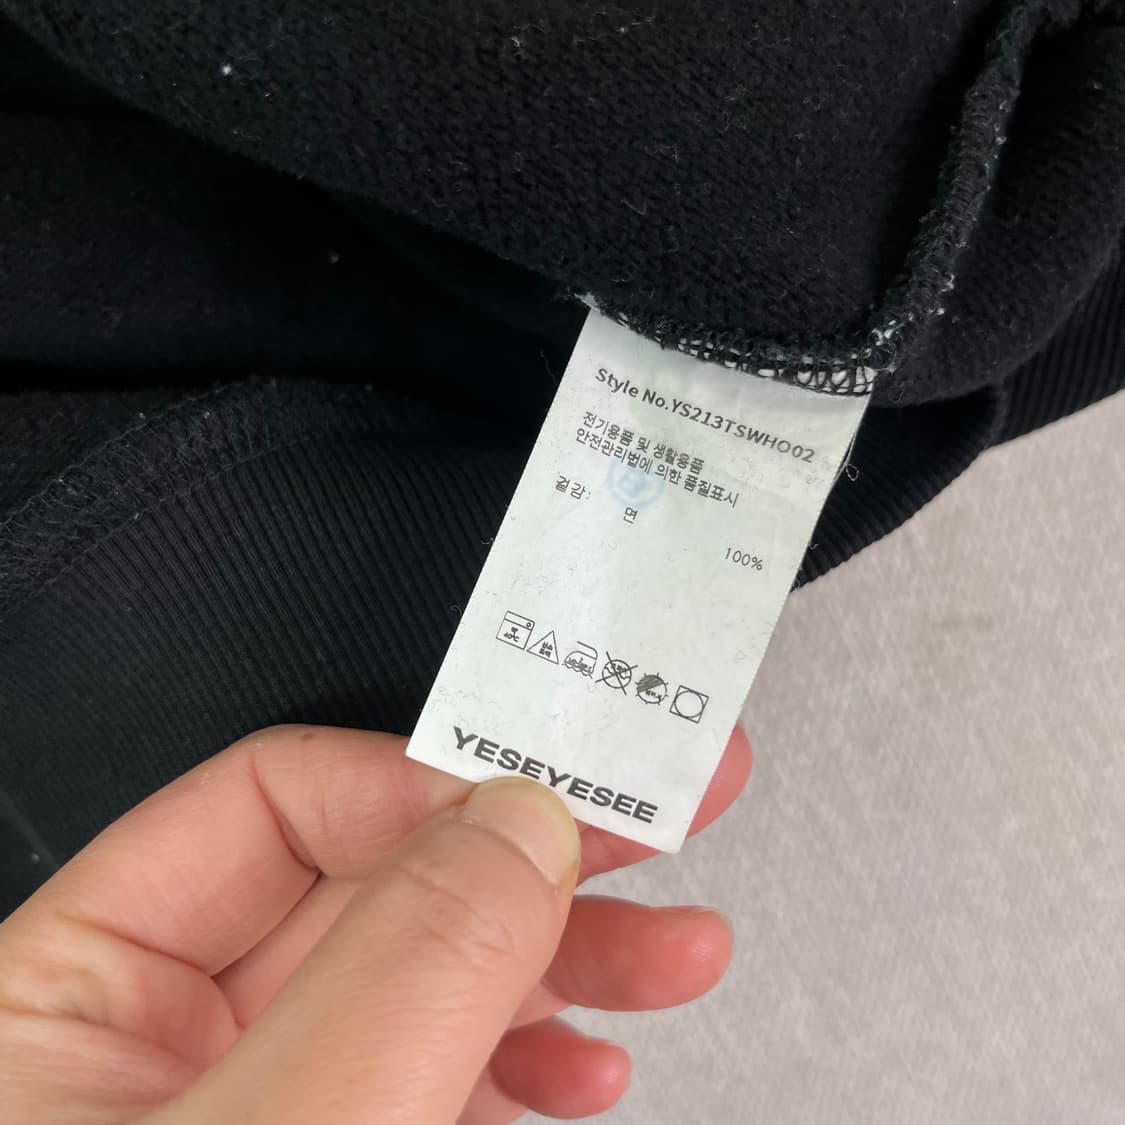 Style No.YS213TSWHO02
전기용품 및 생활용품
안전관리법에 의한 품질표시
겉감:
면
100%
YESEYESEE